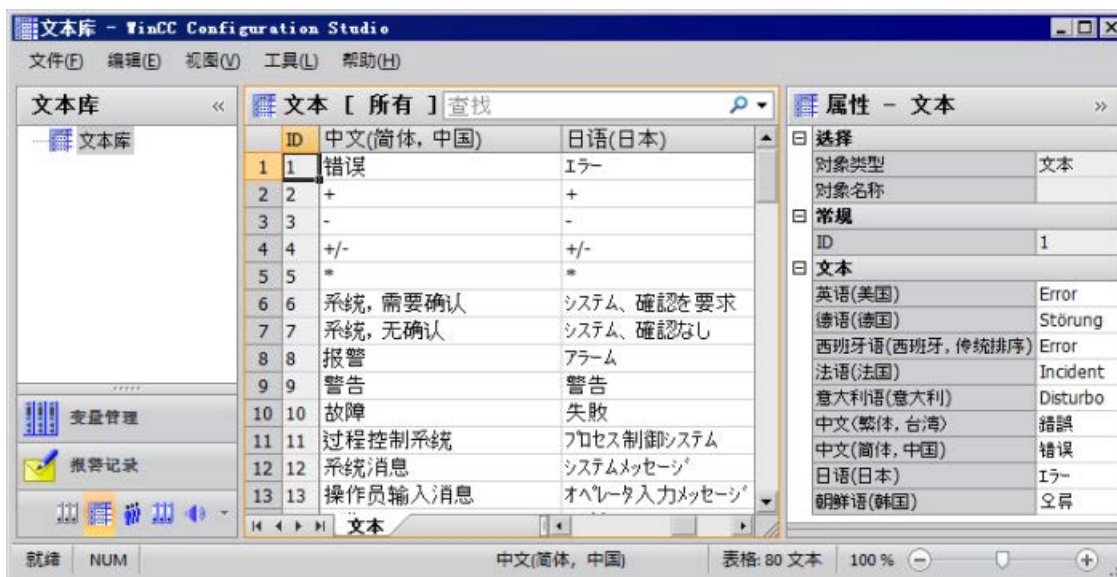 文本库 - WinCC Configuration Studio
文件(F) 编辑(E) 视图(V) 工具(L) 帮助(H)
文本库 «
文本库
变量管理
报警记录
文本 [ 所有 ] 查找
ID 中文(简体, 中国) 日语(日本)
1 1 错误 エラー
2 2 + +
3 3 - -
4 4 +/- +/-
5 5 * *
6 6 系统, 需要确认 システム、確認を要求
7 7 系统, 无确认 システム、確認なし
8 8 报警 アラーム
9 9 警告 警告
10 10 故障 失敗
11 11 过程控制系统 プロセス制御システム
12 12 系统消息 システムメッセージ
13 13 操作员输入消息 オペレータ入力メッセージ
文本
属性 - 文本 »
选择
对象类型 文本
对象名称
常规
ID 1
文本
英语(美国) Error
德语(德国) Störung
西班牙语(西班牙, 传统排序) Error
法语(法国) Incident
意大利语(意大利) Disturbo
中文(繁体, 台湾) 錯誤
中文(简体, 中国) 错误
日语(日本) エラー
朝鲜语(韩国) 오류
就绪 NUM 中文(简体, 中国) 表格: 80 文本 100 %